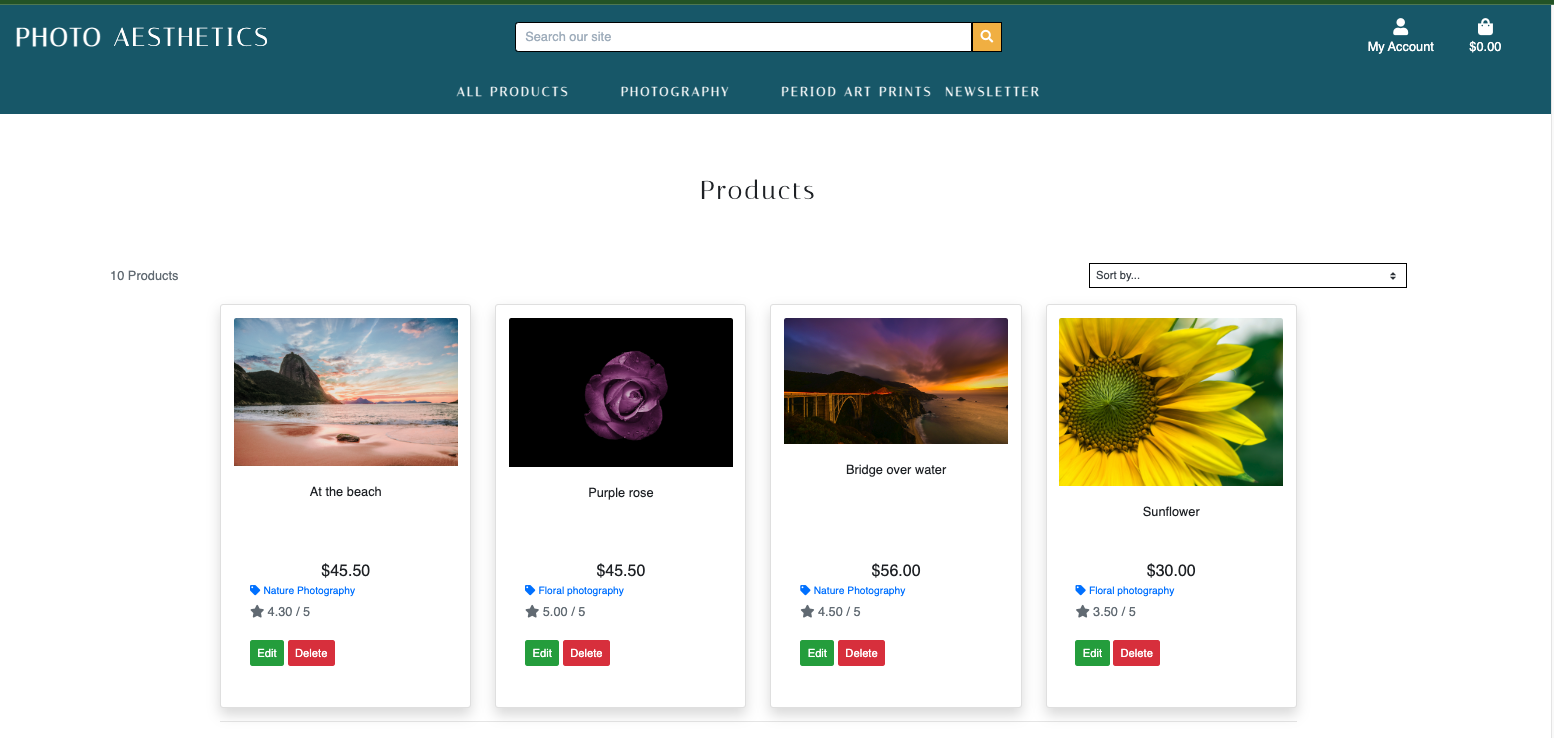 PHOTO AESTHETICS
Search our site
My Account
$0.00
ALL PRODUCTS
PHOTOGRAPHY
PERIOD ART PRINTS
NEWSLETTER
Products
10 Products
Sort by...
At the beach
$45.50
Nature Photography
4.30 / 5
Edit
Delete
Purple rose
$45.50
Floral photography
5.00 / 5
Edit
Delete
Bridge over water
$56.00
Nature Photography
4.50 / 5
Edit
Delete
Sunflower
$30.00
Floral photography
3.50 / 5
Edit
Delete